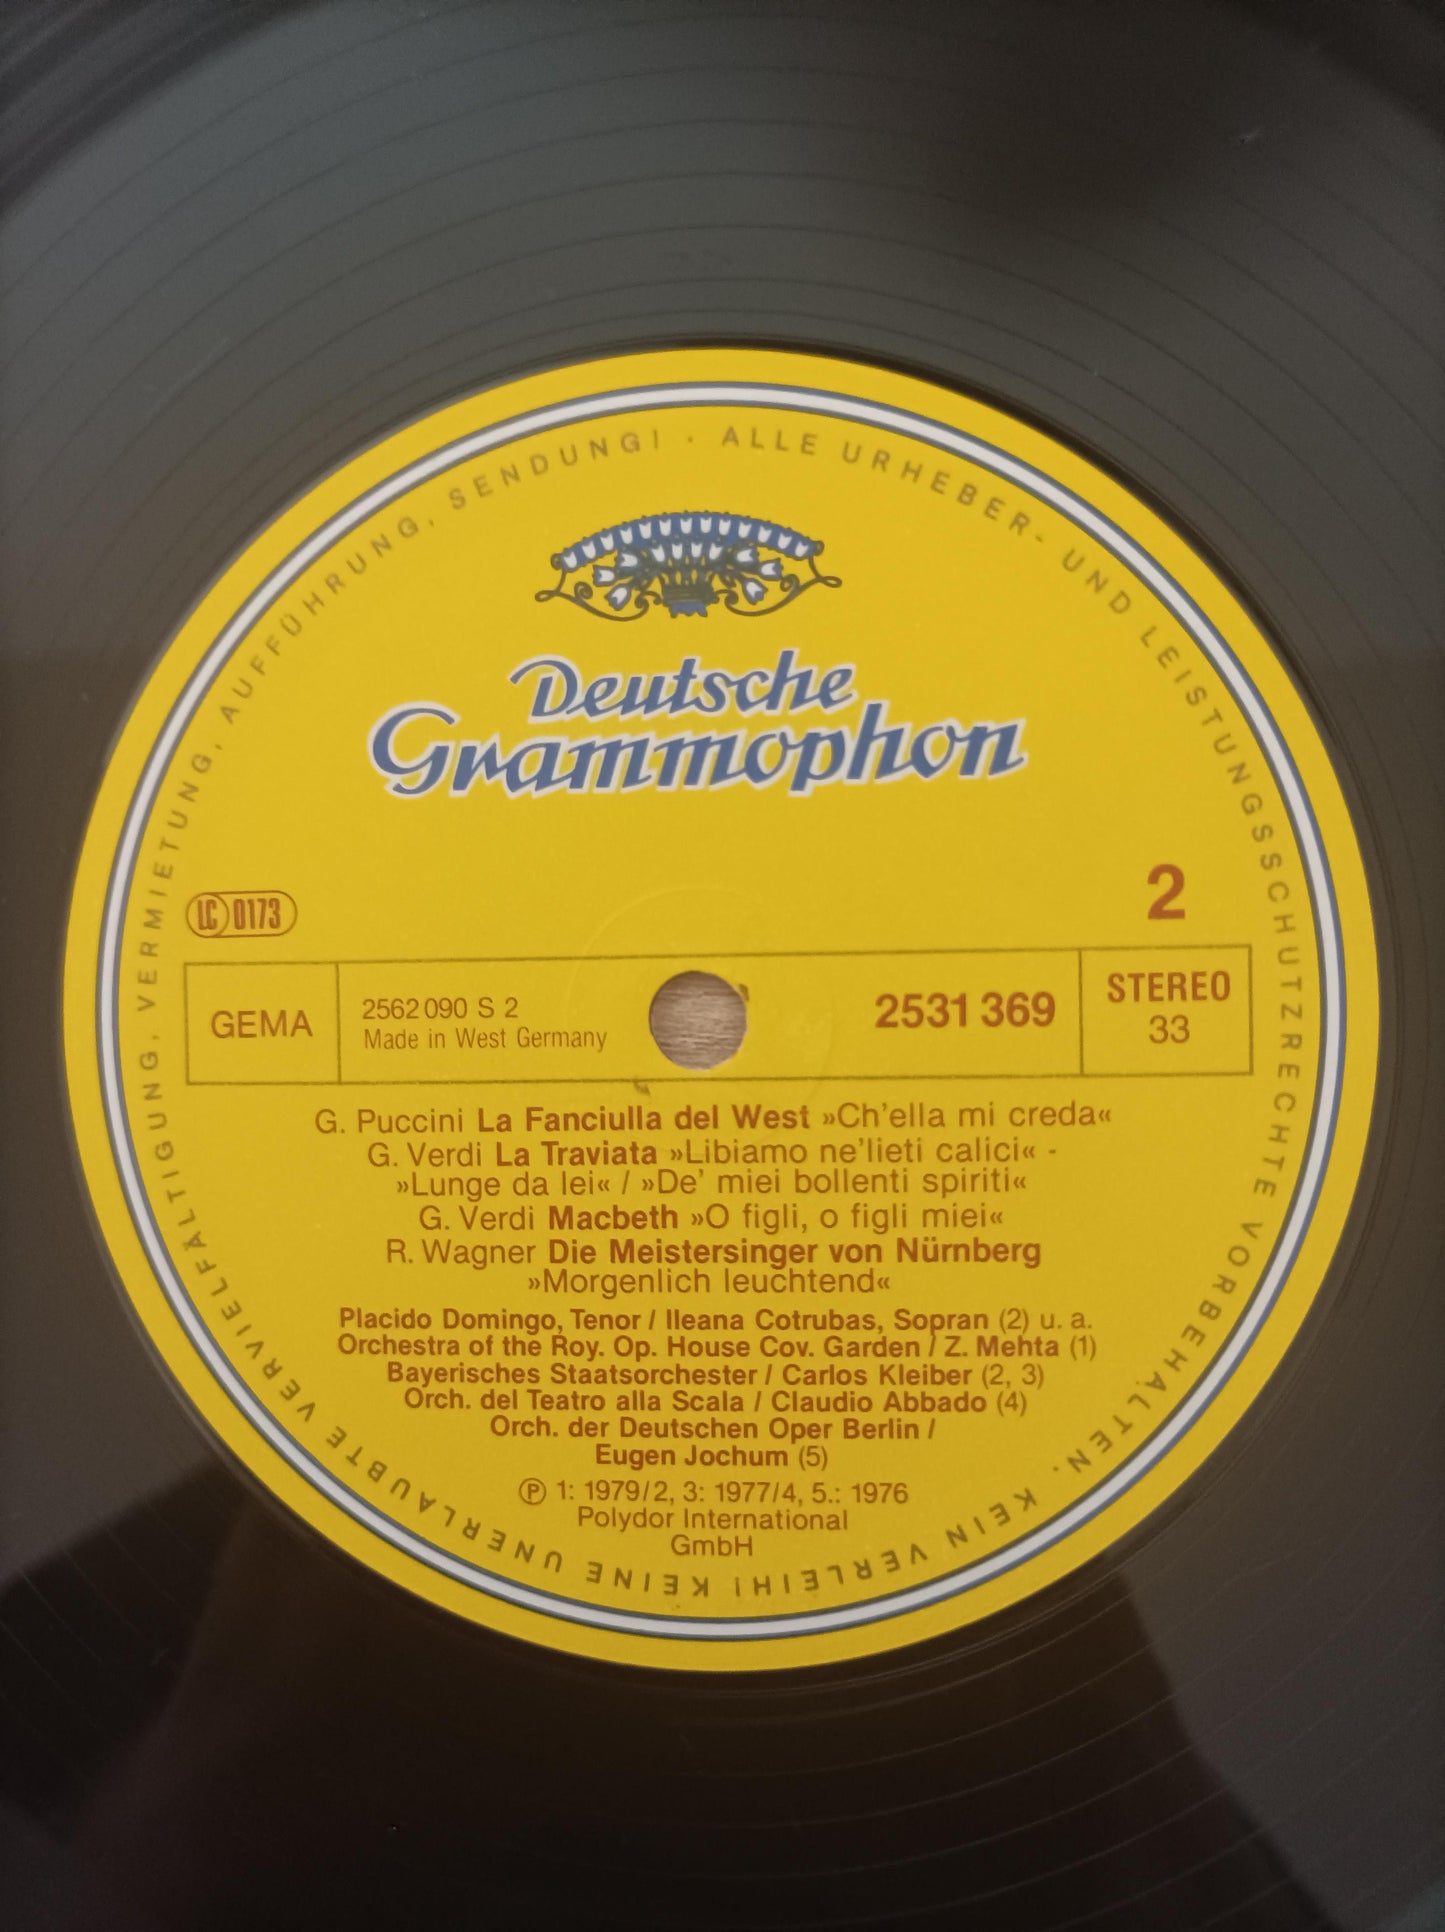 ALLE URHEBER- UND LEISTUNGSSCHUTZRECHTE VORBEHALTEN. KEIN VERLEIH! KEINE UNERLAUBTE VERVIELFÄLTIGUNG, VERMIETUNG, AUFFÜHRUNG, SENDUNG! ·
Deutsche
Grammophon
LC 0173
2
GEMA
2562 090 S 2
Made in West Germany
2531 369
STEREO
33
G. Puccini La Fanciulla del West »Ch'ella mi creda«
G. Verdi La Traviata »Libiamo ne'lieti calici« -
»Lunge da lei« / »De' miei bollenti spiriti«
G. Verdi Macbeth »O figli, o figli miei«
R. Wagner Die Meistersinger von Nürnberg
»Morgenlich leuchtend«
Placido Domingo, Tenor / Ileana Cotrubas, Sopran (2) u. a.
Orchestra of the Roy. Op. House Cov. Garden / Z. Mehta (1)
Bayerisches Staatsorchester / Carlos Kleiber (2, 3)
Orch. del Teatro alla Scala / Claudio Abbado (4)
Orch. der Deutschen Oper Berlin /
Eugen Jochum (5)
Ⓟ 1: 1979/2, 3: 1977/4, 5.: 1976
Polydor International
GmbH